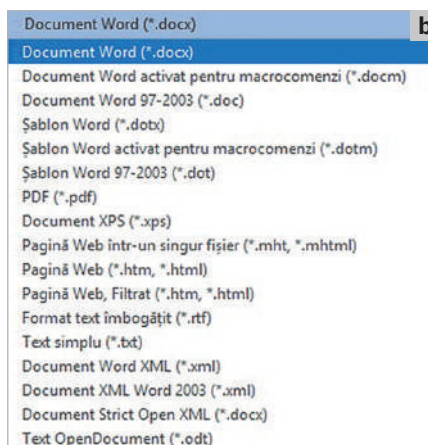 Document Word (*.docx)
b
Document Word (*.docx)
Document Word activat pentru macrocomenzi (*.docm)
Document Word 97-2003 (*.doc)
Șablon Word (*.dotx)
Șablon Word activat pentru macrocomenzi (*.dotm)
Șablon Word 97-2003 (*.dot)
PDF (*.pdf)
Document XPS (*.xps)
Pagină Web într-un singur fișier (*.mht, *.mhtml)
Pagină Web (*.htm, *.html)
Pagină Web, Filtrat (*.htm, *.html)
Format text îmbogățit (*.rtf)
Text simplu (*.txt)
Document Word XML (*.xml)
Document XML Word 2003 (*.xml)
Document Strict Open XML (*.docx)
Text OpenDocument (*.odt)